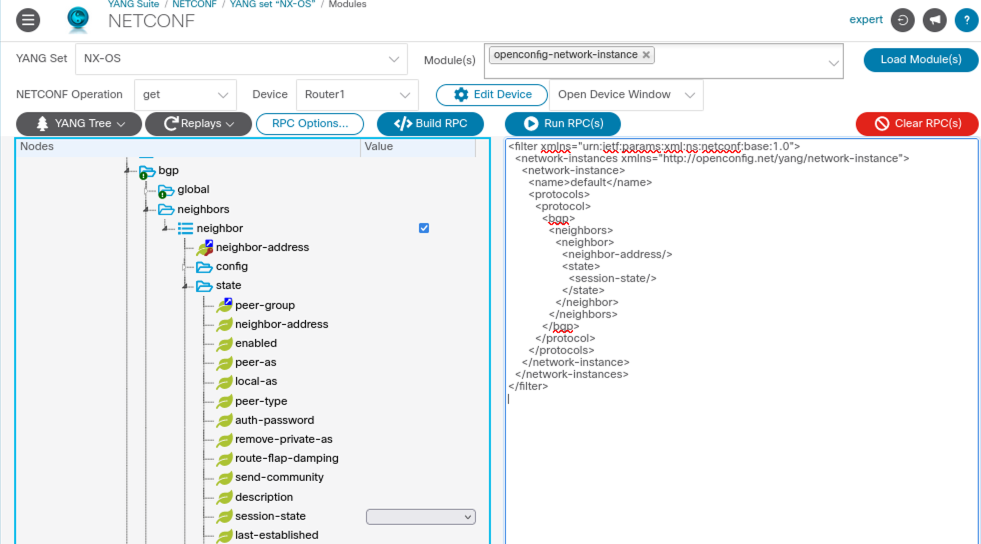 YANG Suite / NETCONF / YANG set "NX-OS" / Modules
NETCONF
expert
?
YANG Set
NX-OS
Module(s)
openconfig-network-instance ×
Load Module(s)
NETCONF Operation
get
Device
Router1
Edit Device
Open Device Window
YANG Tree
Replays
RPC Options...
</> Build RPC
Run RPC(s)
Clear RPC(s)
Nodes
Value
bgp
global
neighbors
neighbor
neighbor-address
config
state
peer-group
neighbor-address
enabled
peer-as
local-as
peer-type
auth-password
remove-private-as
route-flap-damping
send-community
description
session-state
last-established
<filter xmlns="urn:ietf:params:xml:ns:netconf:base:1.0">
<network-instances xmlns="http://openconfig.net/yang/network-instance">
<network-instance>
<name>default</name>
<protocols>
<protocol>
<bgp>
<neighbors>
<neighbor>
<neighbor-address/>
<state>
<session-state/>
</state>
</neighbor>
</neighbors>
</bgp>
</protocol>
</protocols>
</network-instance>
</network-instances>
</filter>